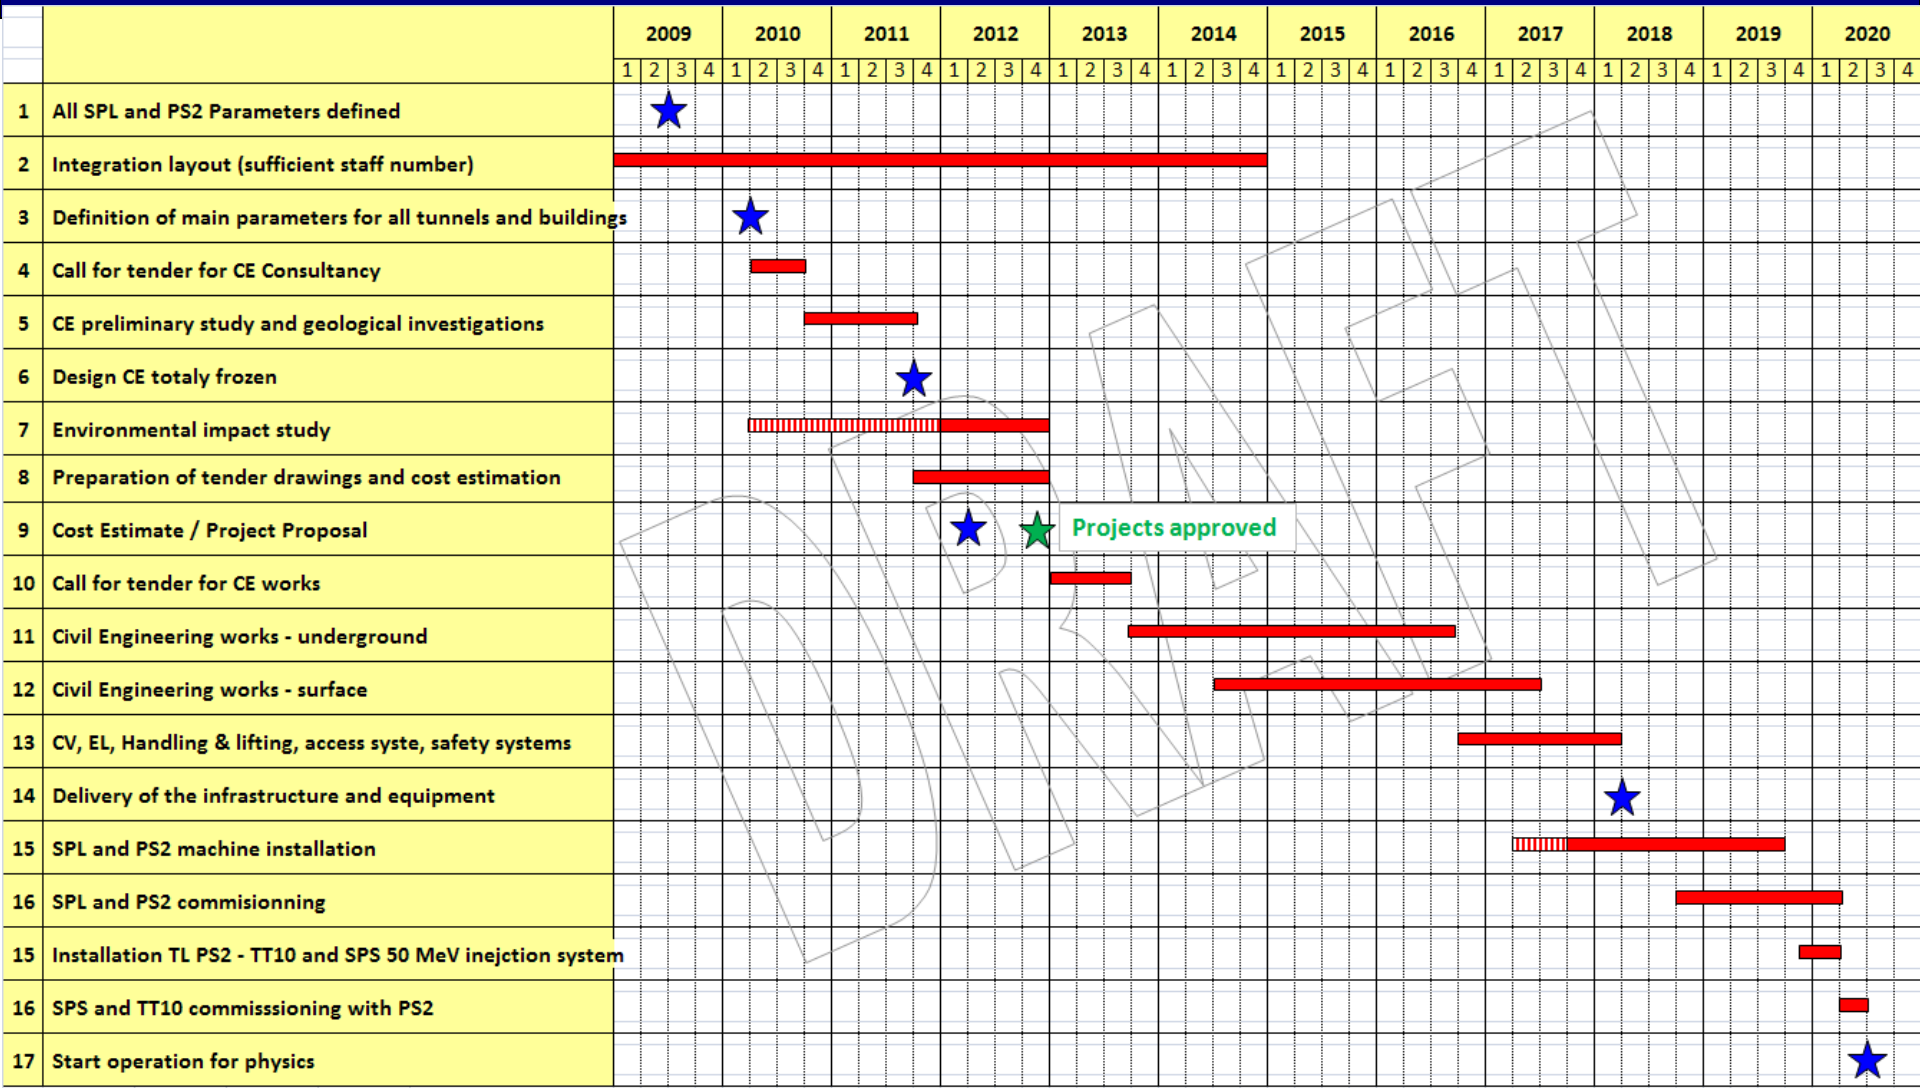 2009 2010 2011 2012 2013 2014 2015 2016 2017 2018 2019 2020
1 2 3 4 1 2 3 4 1 2 3 4 1 2 3 4 1 2 3 4 1 2 3 4 1 2 3 4 1 2 3 4 1 2 3 4 1 2 3 4 1 2 3 4 1 2 3 4
1 All SPL and PS2 Parameters defined
2 Integration layout (sufficient staff number)
3 Definition of main parameters for all tunnels and buildings
4 Call for tender for CE Consultancy
5 CE preliminary study and geological investigations
6 Design CE totaly frozen
7 Environmental impact study
8 Preparation of tender drawings and cost estimation
9 Cost Estimate / Project Proposal Projects approved
10 Call for tender for CE works
11 Civil Engineering works - underground
12 Civil Engineering works - surface
13 CV, EL, Handling & lifting, access syste, safety systems
14 Delivery of the infrastructure and equipment
15 SPL and PS2 machine installation
16 SPL and PS2 commisionning
15 Installation TL PS2 - TT10 and SPS 50 MeV inejction system
16 SPS and TT10 commisssioning with PS2
17 Start operation for physics
DRAFT